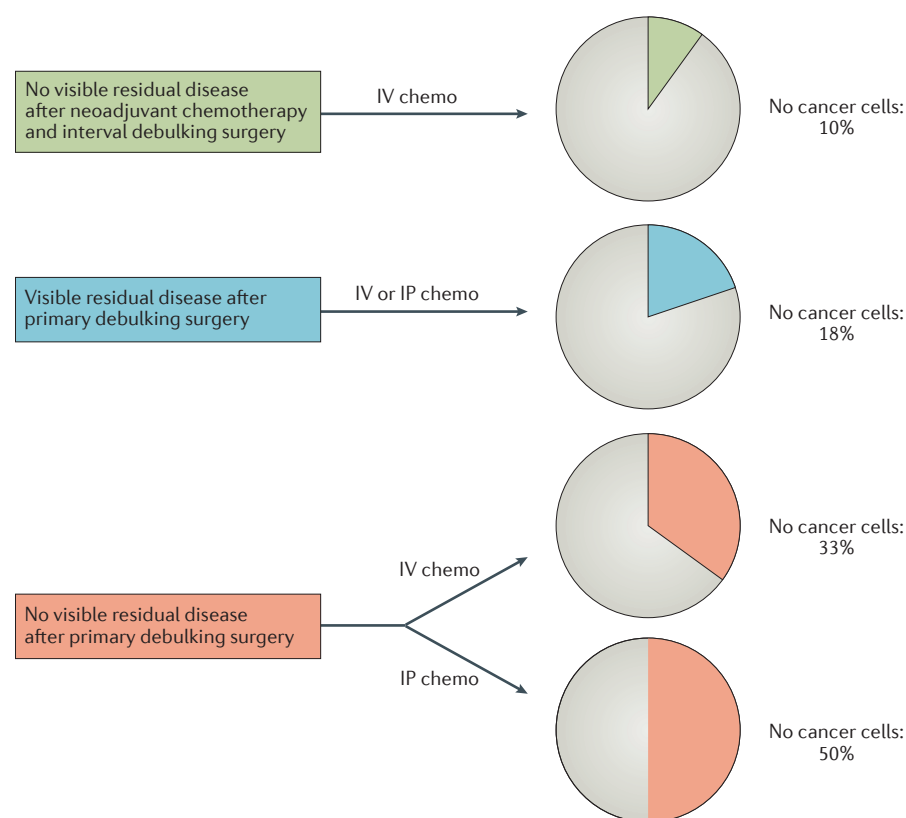 No visible residual disease
after neoadjuvant chemotherapy
and interval debulking surgery
IV chemo
No cancer cells:
10%
Visible residual disease after
primary debulking surgery
IV or IP chemo
No cancer cells:
18%
No visible residual disease
after primary debulking surgery
IV chemo
No cancer cells:
33%
IP chemo
No cancer cells:
50%